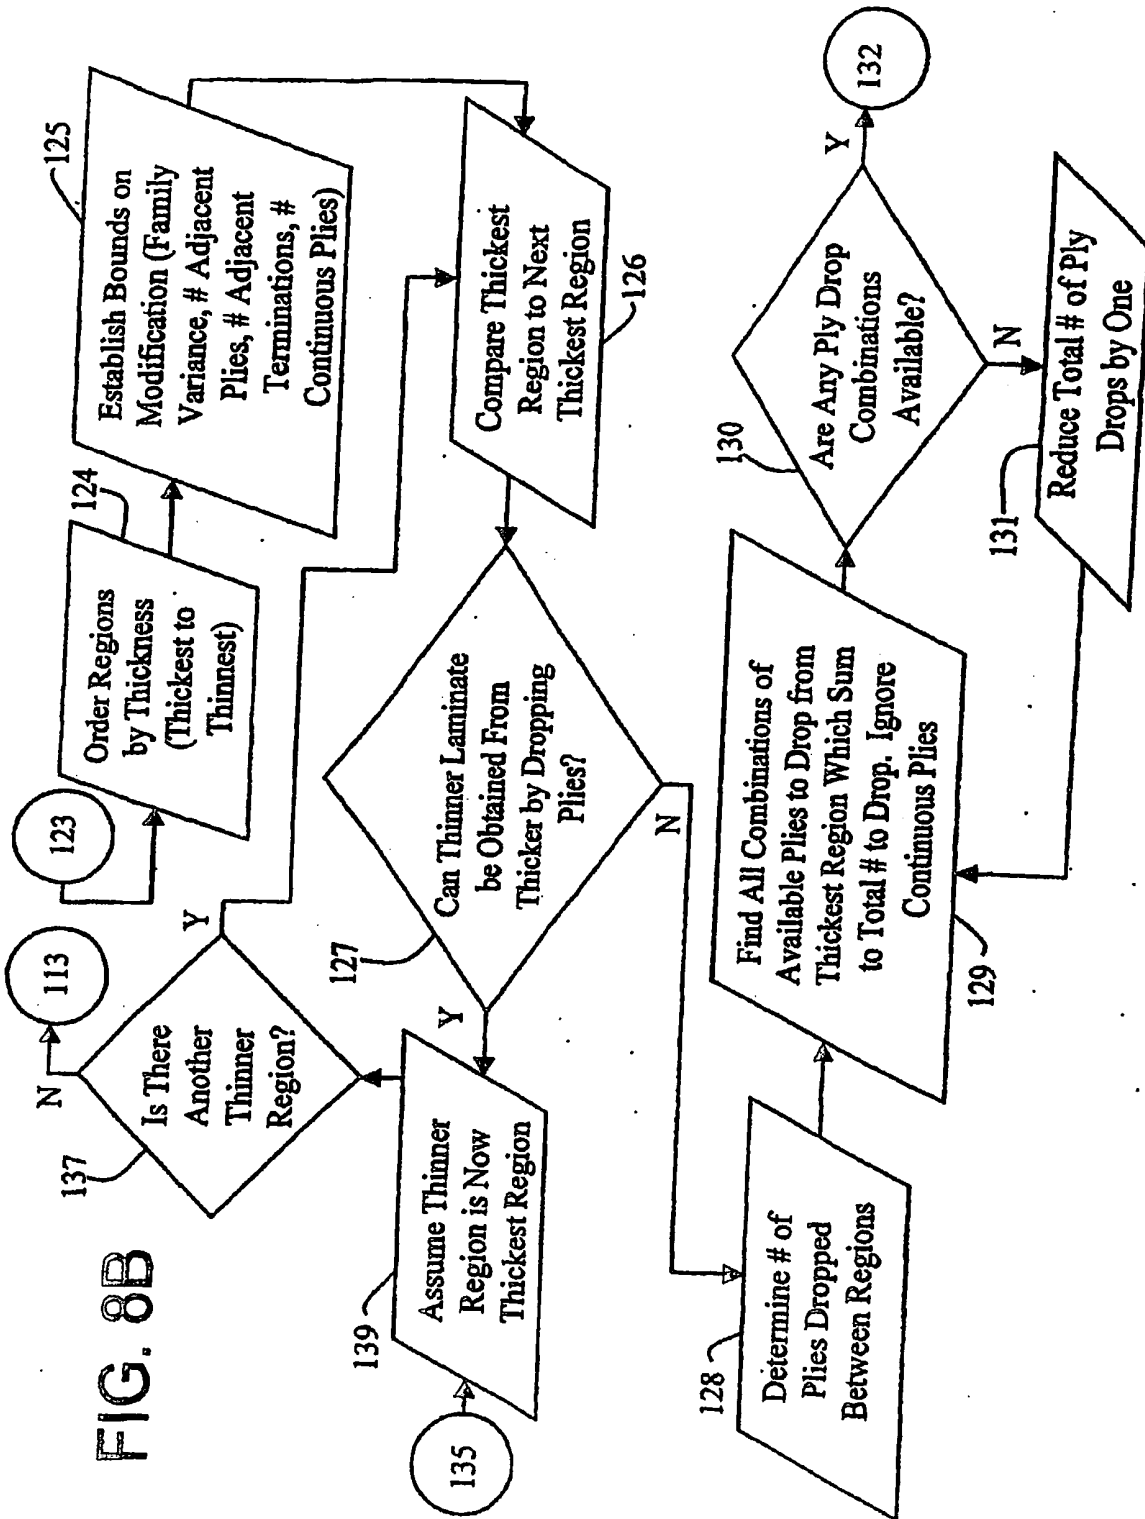 FIG. 8B
123
124
Order Regions
by Thickness
(Thickest to
Thinnest)
125
Establish Bounds on
Modification (Family
Variance, # Adjacent
Plies, # Adjacent
Terminations, #
Continuous Plies)
113
N
137
Is There
Another
Thinner
Region?
Y
126
Compare Thickest
Region to Next
Thickest Region
127
Can Thinner Laminate
be Obtained From
Thicker by Dropping
Plies?
Y
N
135
139
Assume Thinner
Region is Now
Thickest Region
128
Determine # of
Plies Dropped
Between Regions
129
Find All Combinations of
Available Plies to Drop from
Thickest Region Which Sum
to Total # to Drop. Ignore
Continuous Plies
130
Are Any Ply Drop
Combinations
Available?
Y
132
N
131
Reduce Total # of Ply
Drops by One